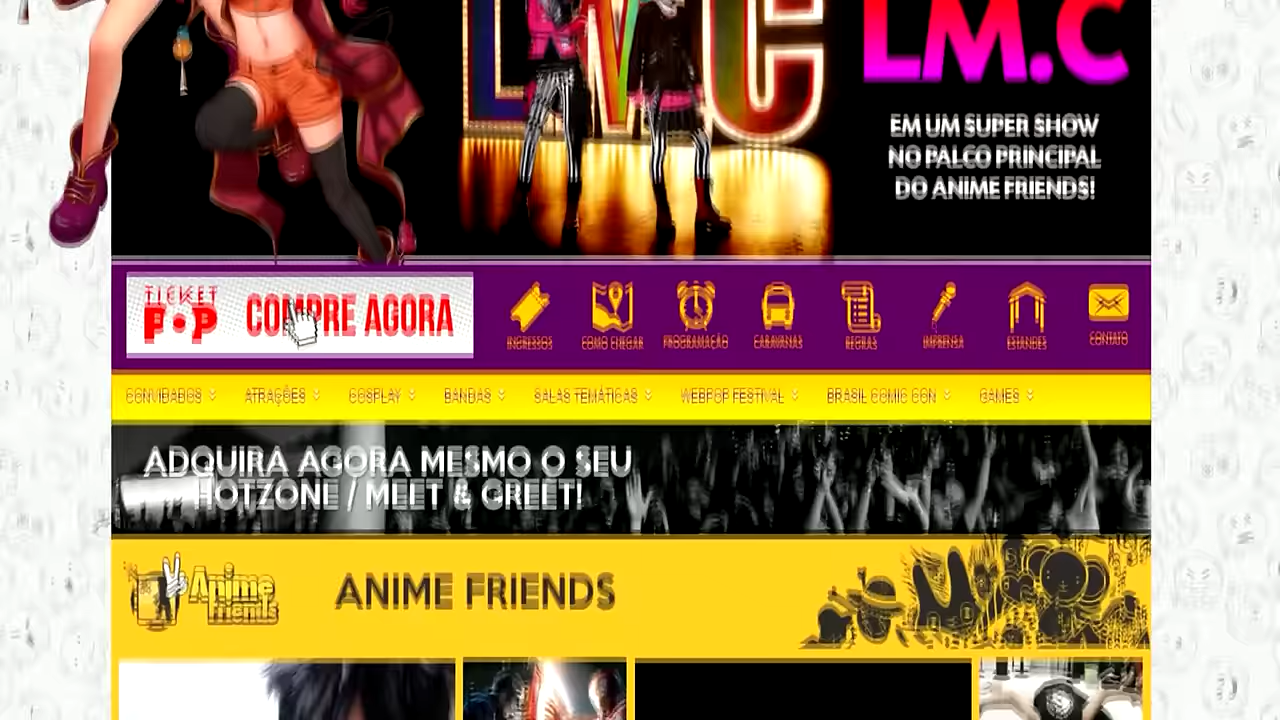 LMC
LM.C
EM UM SUPER SHOW
NO PALCO PRINCIPAL
DO ANIME FRIENDS!
TICKET
POP
COMPRE AGORA
INGRESSOS
COMO CHEGAR
PROGRAMAÇÃO
CARAVANAS
REGRAS
IMPRENSA
ESTANDES
CONTATO
CONVIDADOS
ATRAÇÕES
COSPLAY
BANDAS
SALAS TEMÁTICAS
WEBPOP FESTIVAL
BRASIL COMIC CON
GAMES
ADQUIRA AGORA MESMO O SEU
HOTZONE / MEET & GREET!
Anime
Friends
ANIME FRIENDS